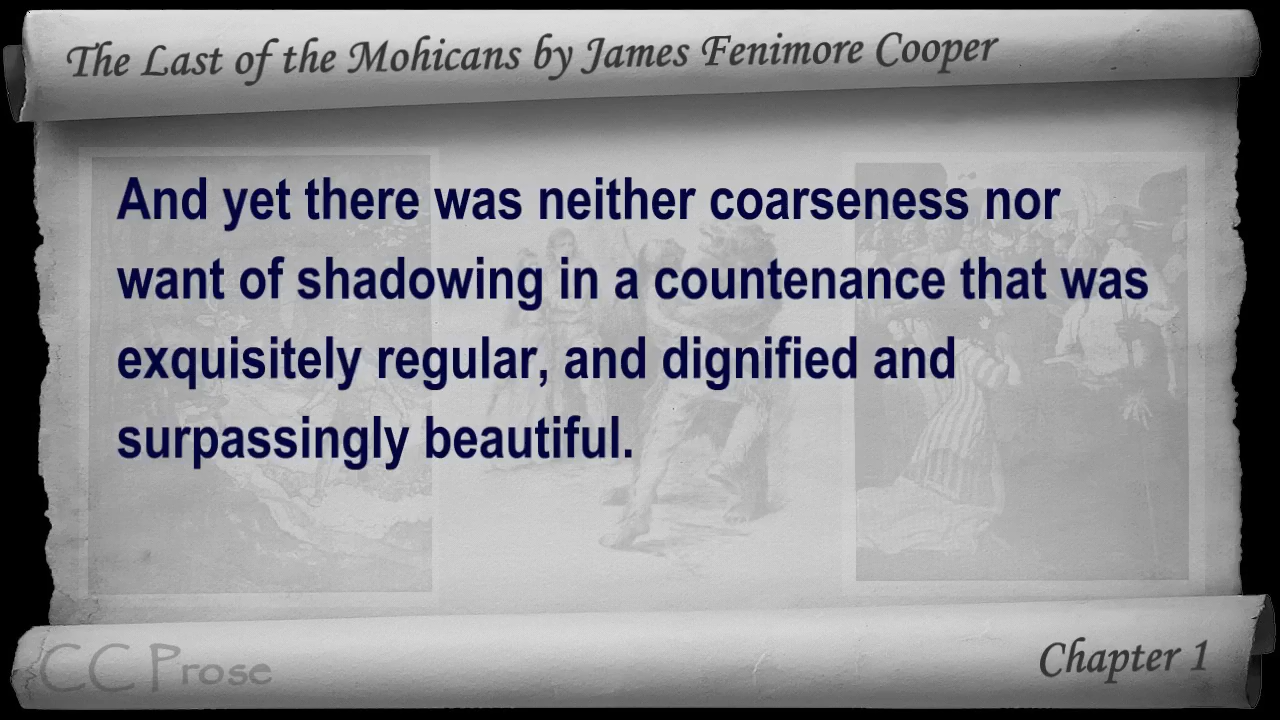 The Last of the Mohicans by James Fenimore Cooper
And yet there was neither coarseness nor
want of shadowing in a countenance that was
exquisitely regular, and dignified and
surpassingly beautiful.
CC Prose
Chapter 1